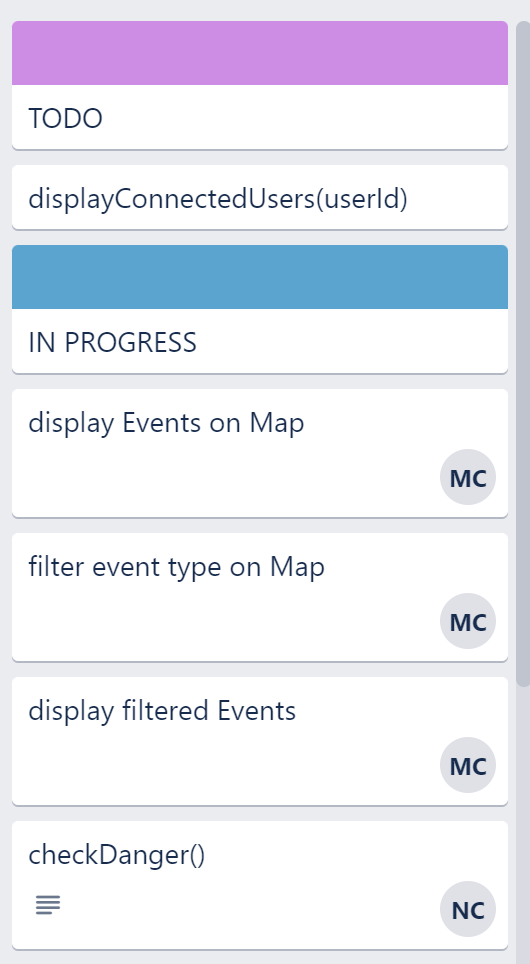 TODO
displayConnectedUsers(userId)
IN PROGRESS
display Events on Map
MC
filter event type on Map
MC
display filtered Events
MC
checkDanger()
NC